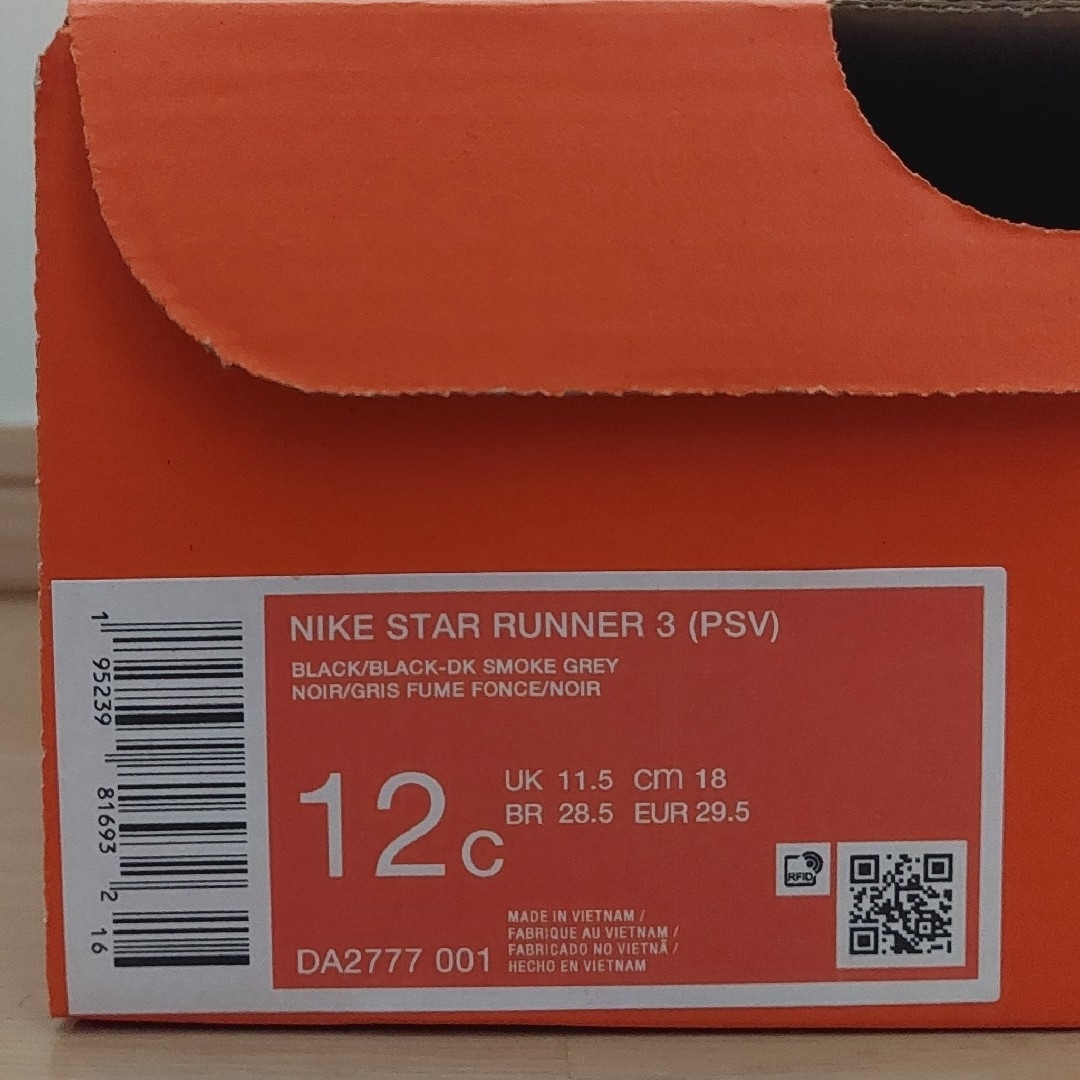 NIKE STAR RUNNER 3 (PSV)
BLACK/BLACK-DK SMOKE GREY
NOIR/GRIS FUME FONCE/NOIR
12c
UK 11.5 cm 18
BR 28.5 EUR 29.5
RFID
MADE IN VIETNAM /
FABRIQUE AU VIETNAM /
FABRICADO NO VIETNÃ /
HECHO EN VIETNAM
DA2777 001
1 95239 81693 2 16